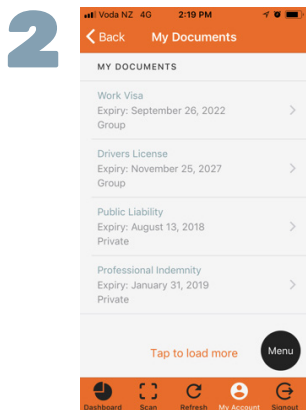 2
Voda NZ 4G 2:19 PM
Back My Documents
MY DOCUMENTS
Work Visa
Expiry: September 26, 2022
Group
Drivers License
Expiry: November 25, 2027
Group
Public Liability
Expiry: August 13, 2018
Private
Professional Indemnity
Expiry: January 31, 2019
Private
Tap to load more
Menu
Dashboard Scan Refresh My Account Signout